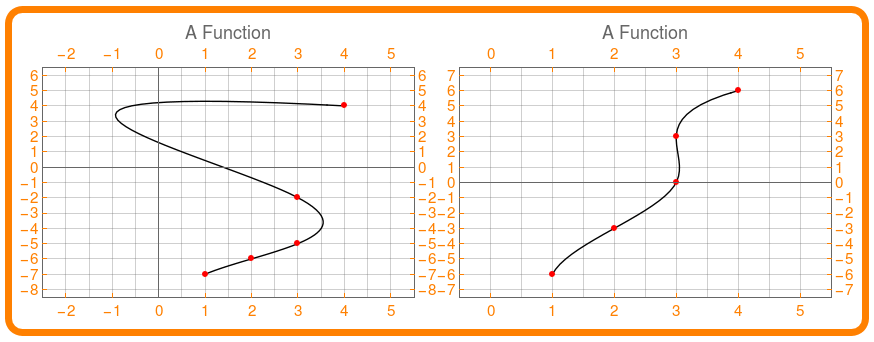 A Function A Function
−2 −1 0 1 2 3 4 5 0 1 2 3 4 5
6 6 7 7
5 5 6 6
4 4 5 5
3 3 4 4
2 2 3 3
1 1 2 2
0 0 1 1
−1 −1 0 0
−2 −2 −1 −1
−3 −3 −2 −2
−4 −4 −3 −3
−5 −5 −4 −4
−6 −6 −5 −5
−7 −7 −6 −6
−8 −8 −7 −7
−2 −1 0 1 2 3 4 5 0 1 2 3 4 5